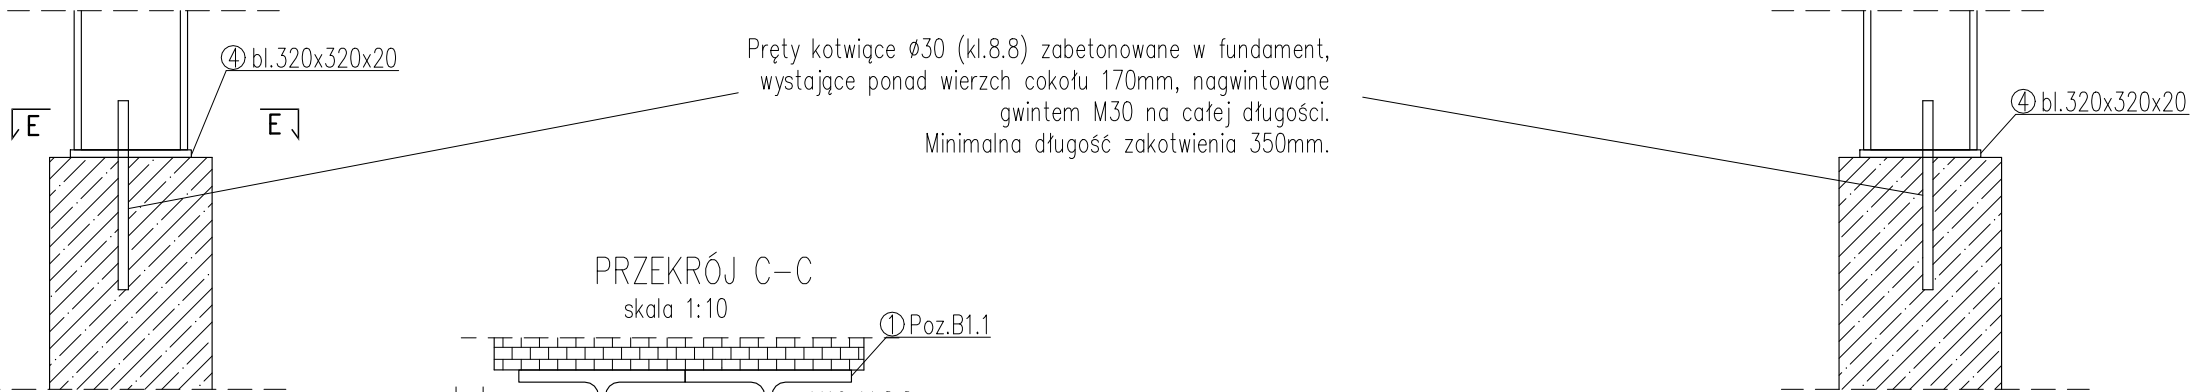 ④ bl.320x320x20
Pręty kotwiące ø30 (kl.8.8) zabetonowane w fundament,
wystające ponad wierzch cokołu 170mm, nagwintowane
gwintem M30 na całej długości.
Minimalna długość zakotwienia 350mm.
④ bl.320x320x20
E E
PRZEKRÓJ C-C
skala 1:10
① Poz.B1.1